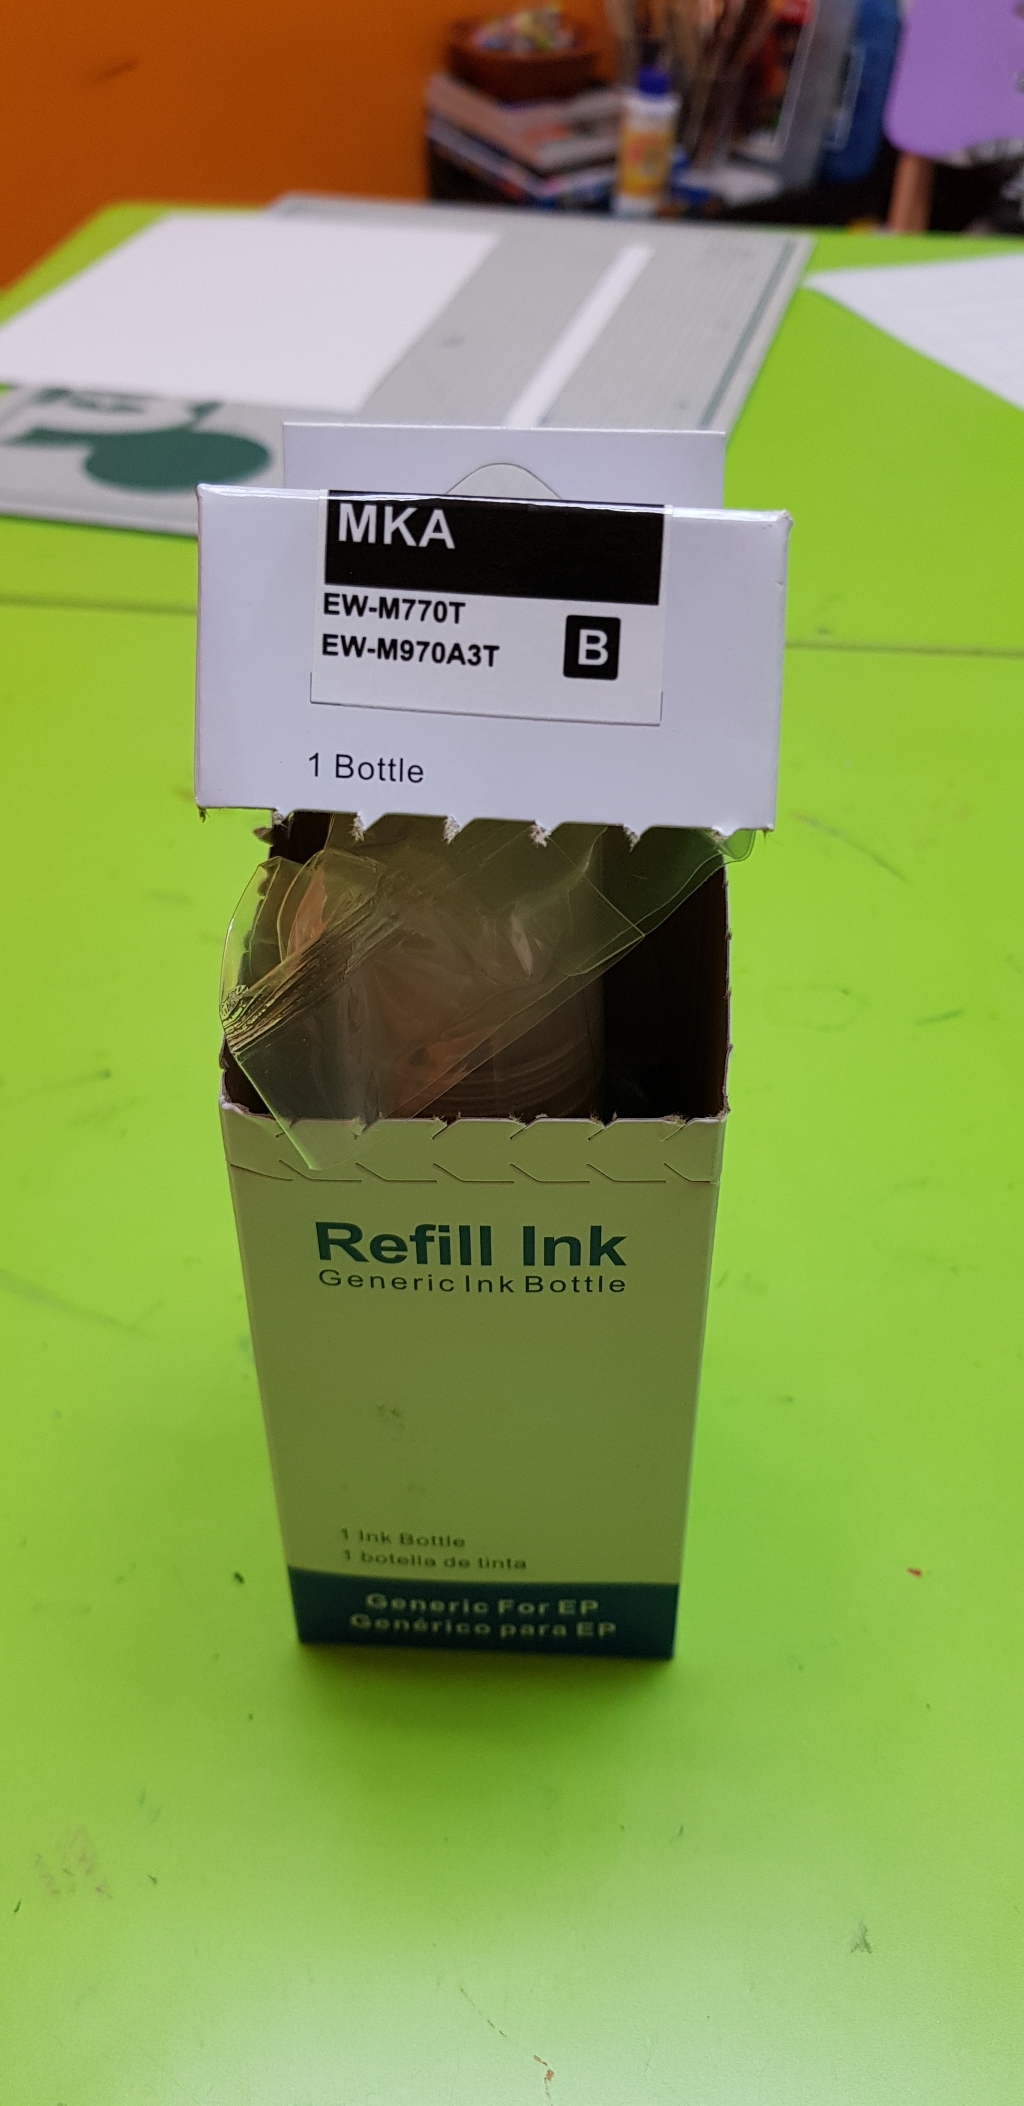 MKA
EW-M770T
EW-M970A3T
B
1 Bottle
Refill Ink
Generic Ink Bottle
1 Ink Bottle
1 botella de tinta
Generic For EP
Genérico para EP